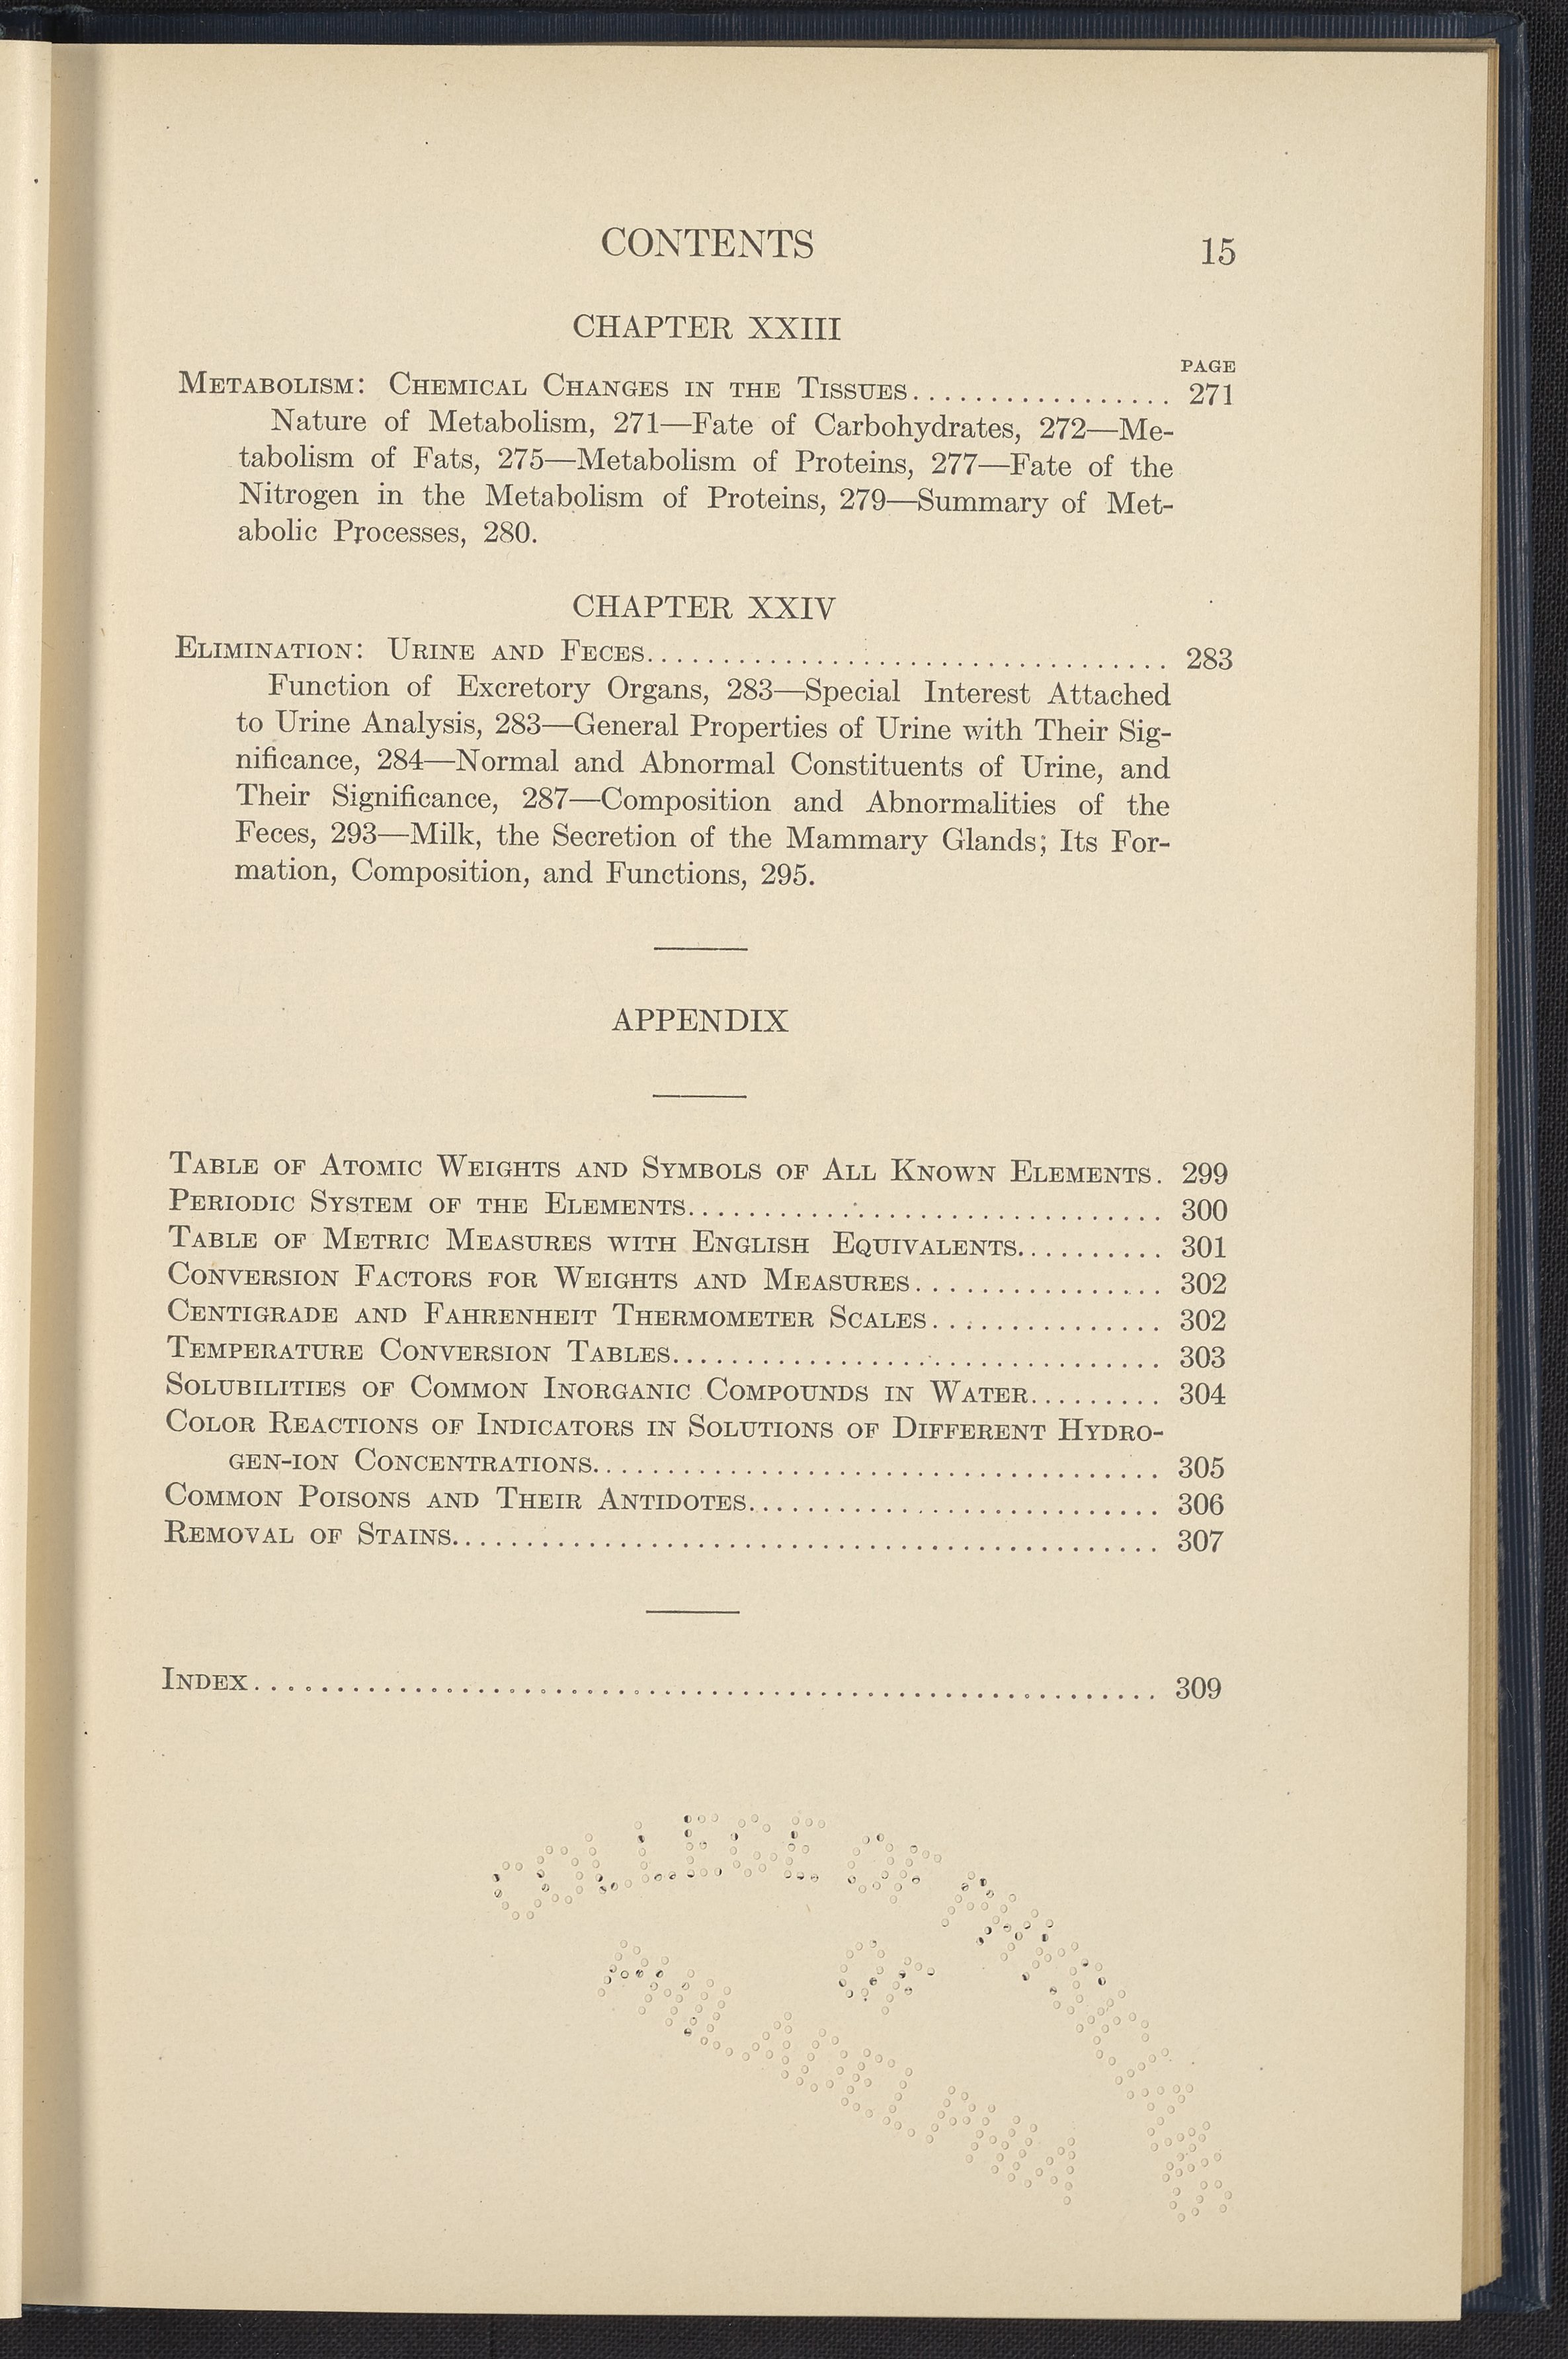 CONTENTS 15
CHAPTER XXIII
PAGE
METABOLISM: CHEMICAL CHANGES IN THE TISSUES................. 271
Nature of Metabolism, 271—Fate of Carbohydrates, 272—Me-
tabolism of Fats, 275—Metabolism of Proteins, 277—Fate of the
Nitrogen in the Metabolism of Proteins, 279—Summary of Met-
abolic Processes, 280.
CHAPTER XXIV
ELIMINATION: URINE AND FECES.................................. 283
Function of Excretory Organs, 283—Special Interest Attached
to Urine Analysis, 283—General Properties of Urine with Their Sig-
nificance, 284—Normal and Abnormal Constituents of Urine, and
Their Significance, 287—Composition and Abnormalities of the
Feces, 293—Milk, the Secretion of the Mammary Glands; Its For-
mation, Composition, and Functions, 295.
APPENDIX
TABLE OF ATOMIC WEIGHTS AND SYMBOLS OF ALL KNOWN ELEMENTS. 299
PERIODIC SYSTEM OF THE ELEMENTS............................... 300
TABLE OF METRIC MEASURES WITH ENGLISH EQUIVALENTS.......... 301
CONVERSION FACTORS FOR WEIGHTS AND MEASURES................ 302
CENTIGRADE AND FAHRENHEIT THERMOMETER SCALES............... 302
TEMPERATURE CONVERSION TABLES................................ 303
SOLUBILITIES OF COMMON INORGANIC COMPOUNDS IN WATER......... 304
COLOR REACTIONS OF INDICATORS IN SOLUTIONS OF DIFFERENT HYDRO-
GEN-ION CONCENTRATIONS..................................... 305
COMMON POISONS AND THEIR ANTIDOTES........................... 306
REMOVAL OF STAINS.............................................. 307
INDEX........................................................... 309
COLLEGE OF PHYSICIANS
OF
PHILADELPHIA